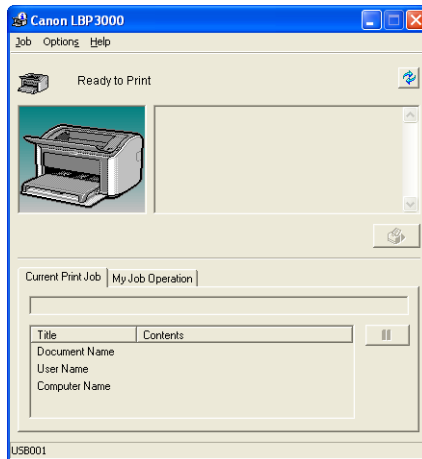 Canon LBP3000
Job Options Help
Ready to Print
Current Print Job My Job Operation
Title Contents
Document Name
User Name
Computer Name
USB001